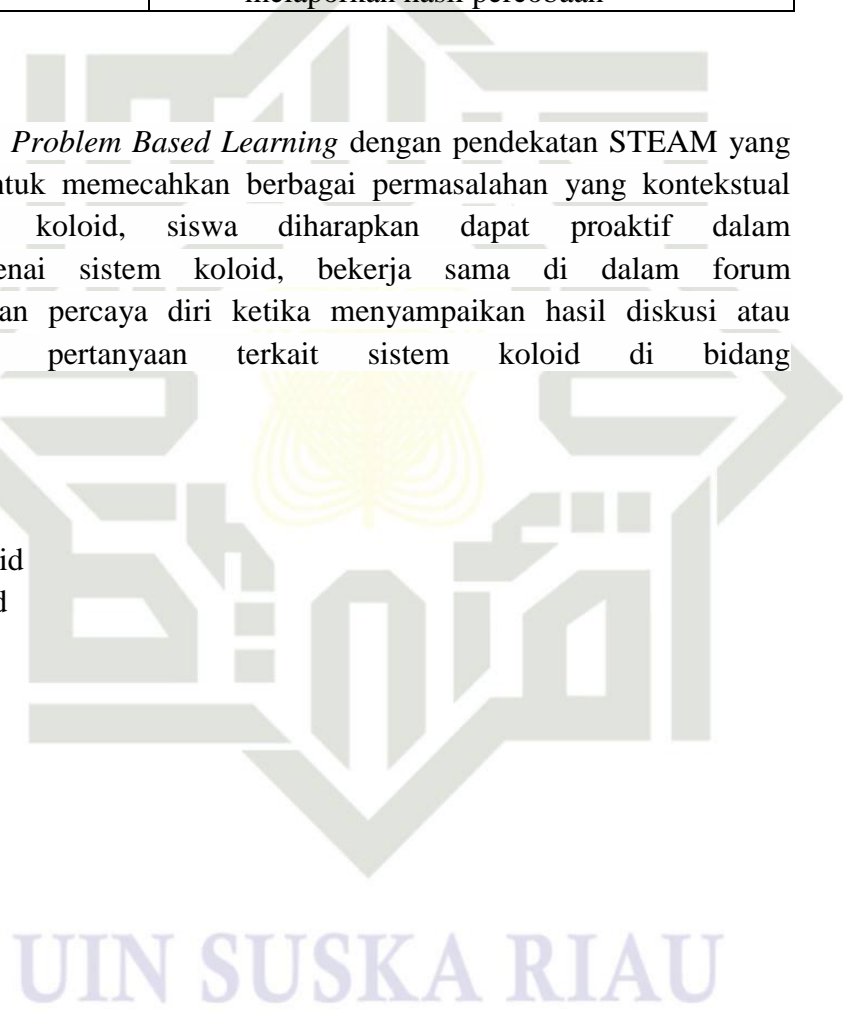 melaporkan hasil percobaan
Problem Based Learning dengan pendekatan STEAM yang
ntuk memecahkan berbagai permasalahan yang kontekstual
koloid, siswa diharapkan dapat proaktif dalam
enai sistem koloid, bekerja sama di dalam forum
an percaya diri ketika menyampaikan hasil diskusi atau
pertanyaan terkait sistem koloid di bidang
id
d
UIN SUSKA RIAU